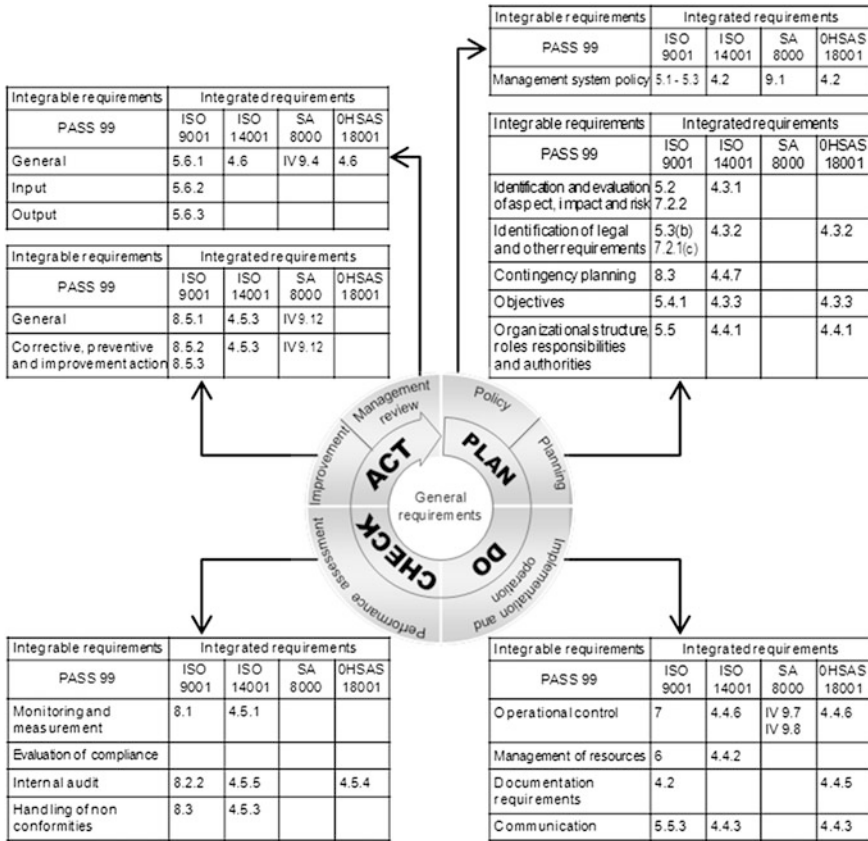 Integrable requirements Integrated requirements
PASS 99 ISO 9001 ISO 14001 SA 8000 0HSAS 18001
Management system policy 5.1 - 5.3 4.2 9.1 4.2
Integrable requirements Integrated requirements
PASS 99 ISO 9001 ISO 14001 SA 8000 0HSAS 18001
General 5.6.1 4.6 IV 9.4 4.6
Input 5.6.2
Output 5.6.3
Integrable requirements Integrated requirements
PASS 99 ISO 9001 ISO 14001 SA 8000 0HSAS 18001
Identification and evaluation 5.2 4.3.1
of aspect, impact and risk 7.2.2
Identification of legal 5.3(b) 4.3.2 4.3.2
and other requirements 7.2.1(c)
Contingency planning 8.3 4.4.7
Objectives 5.4.1 4.3.3 4.3.3
Organizational structure, 5.5 4.4.1 4.4.1
roles responsibilities
and authorities
Integrable requirements Integrated requirements
PASS 99 ISO 9001 ISO 14001 SA 8000 0HSAS 18001
General 8.5.1 4.5.3 IV 9.12
Corrective, preventive 8.5.2 4.5.3 IV 9.12
and improvement action 8.5.3
Management
review
Policy
Improvement
ACT
PLAN
Planning
General
requirements
CHECK
DO
Performance assessment
Implementation and
operation
Integrable requirements Integrated requirements
PASS 99 ISO 9001 ISO 14001 SA 8000 0HSAS 18001
Monitoring and 8.1 4.5.1
measurement
Evaluation of compliance
Internal audit 8.2.2 4.5.5 4.5.4
Handling of non 8.3 4.5.3
conformities
Integrable requirements Integrated requirements
PASS 99 ISO 9001 ISO 14001 SA 8000 0HSAS 18001
Operational control 7 4.4.6 IV 9.7 4.4.6
IV 9.8
Management of resources 6 4.4.2
Documentation 4.2 4.4.5
requirements
Communication 5.5.3 4.4.3 4.4.3